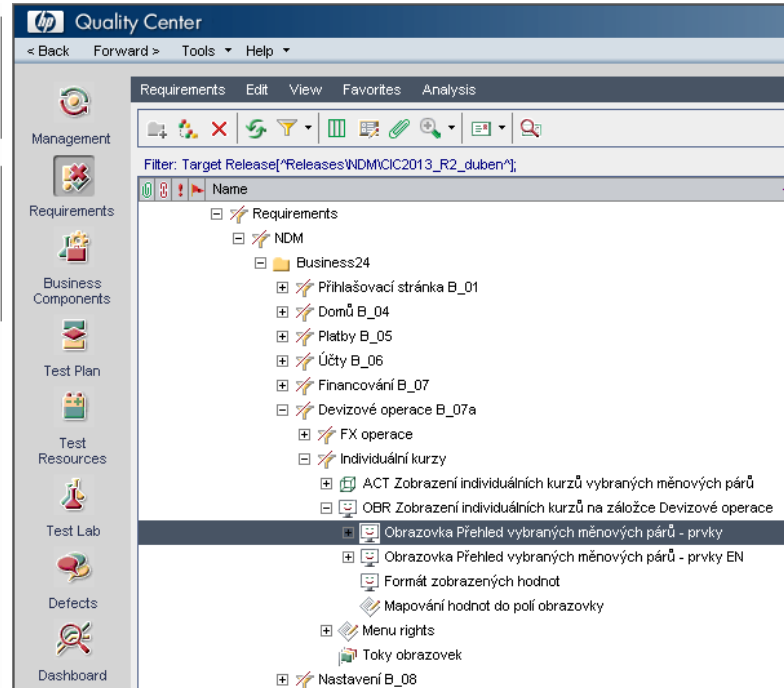 hp Quality Center
< Back Forward > Tools Help
Requirements Edit View Favorites Analysis
Filter: Target Release[^Releases\NDM\CIC2013_R2_duben^];
Name
Management
Requirements
Business
Components
Test Plan
Test
Resources
Test Lab
Defects
Dashboard
Requirements
NDM
Business24
Přihlašovací stránka B_01
Domů B_04
Platby B_05
Účty B_06
Financování B_07
Devizové operace B_07a
FX operace
Individuální kurzy
ACT Zobrazení individuálních kurzů vybraných měnových párů
OBR Zobrazení individuálních kurzů na záložce Devizové operace
Obrazovka Přehled vybraných měnových párů - prvky
Obrazovka Přehled vybraných měnových párů - prvky EN
Formát zobrazených hodnot
Mapování hodnot do polí obrazovky
Menu rights
Toky obrazovek
Nastavení B_08